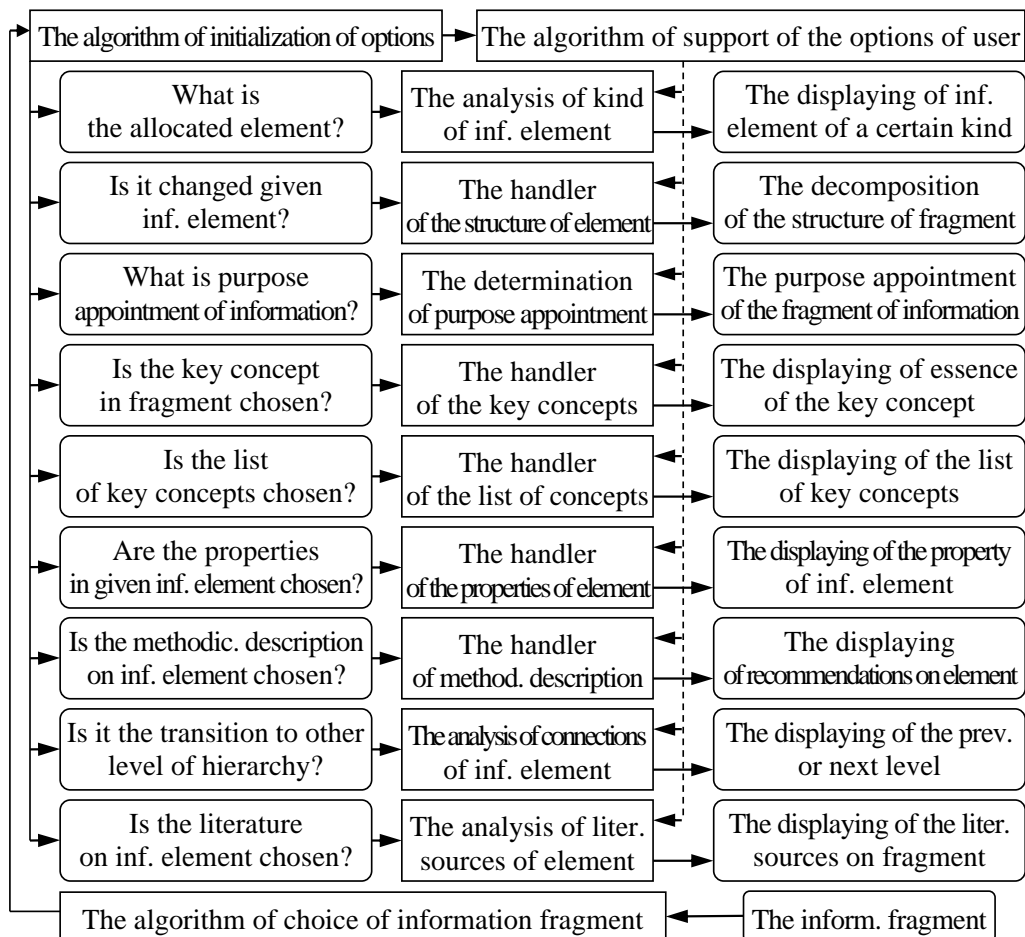 The algorithm of initialization of options
The algorithm of support of the options of user
What is
the allocated element?
The analysis of kind
of inf. element
The displaying of inf.
element of a certain kind
Is it changed given
inf. element?
The handler
of the structure of element
The decomposition
of the structure of fragment
What is purpose
appointment of information?
The determination
of purpose appointment
The purpose appointment
of the fragment of information
Is the key concept
in fragment chosen?
The handler
of the key concepts
The displaying of essence
of the key concept
Is the list
of key concepts chosen?
The handler
of the list of concepts
The displaying of the list
of key concepts
Are the properties
in given inf. element chosen?
The handler
of the properties of element
The displaying of the property
of inf. element
Is the methodic. description
on inf. element chosen?
The handler
of method. description
The displaying
of recommendations on element
Is it the transition to other
level of hierarchy?
The analysis of connections
of inf. element
The displaying of the prev.
or next level
Is the literature
on inf. element chosen?
The analysis of liter.
sources of element
The displaying of the liter.
sources on fragment
The algorithm of choice of information fragment
The inform. fragment